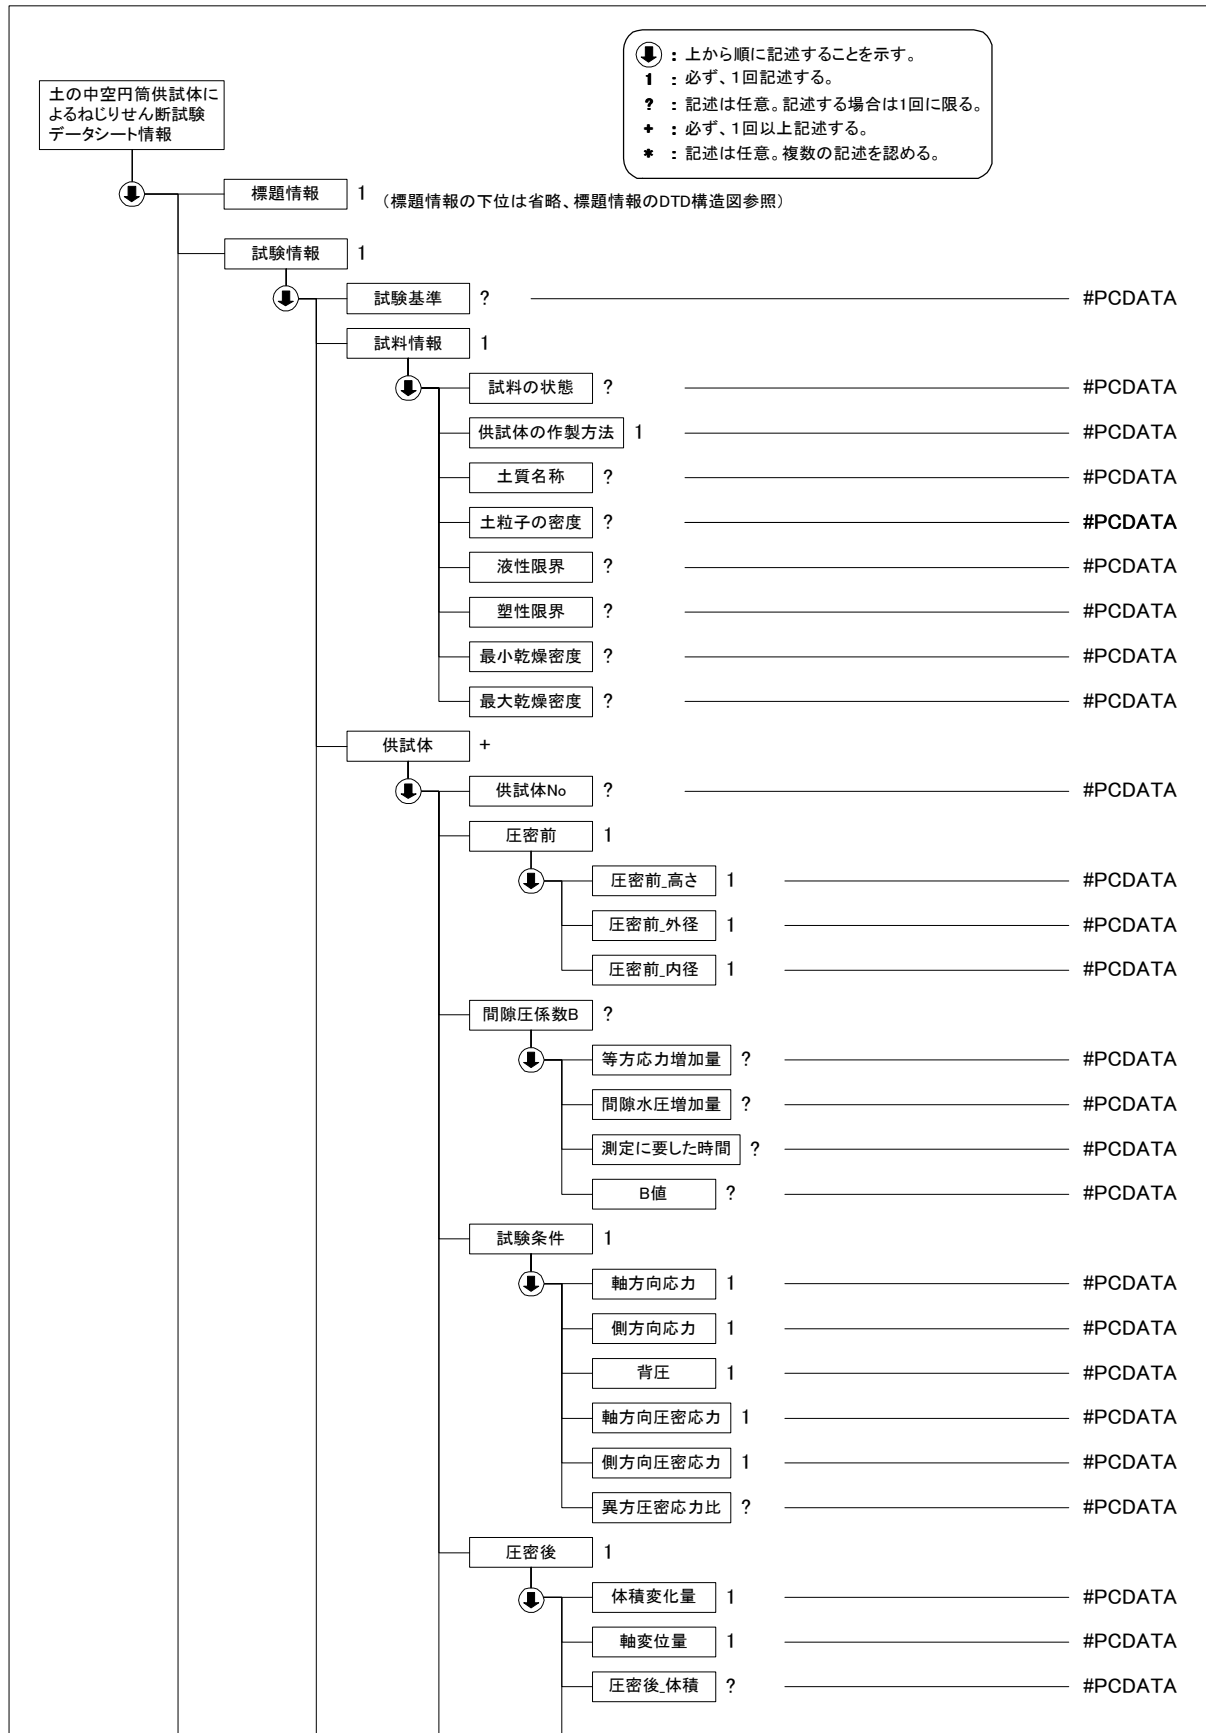 : 上から順に記述することを示す。
1 : 必ず、1回記述する。
? : 記述は任意。記述する場合は1回に限る。
+ : 必ず、1回以上記述する。
* : 記述は任意。複数の記述を認める。
土の中空円筒供試体に
よるねじりせん断試験
データシート情報
標題情報 1 (標題情報の下位は省略、標題情報のDTD構造図参照)
試験情報 1
試験基準 ? #PCDATA
試料情報 1
試料の状態 ? #PCDATA
供試体の作製方法 1 #PCDATA
土質名称 ? #PCDATA
土粒子の密度 ? #PCDATA
液性限界 ? #PCDATA
塑性限界 ? #PCDATA
最小乾燥密度 ? #PCDATA
最大乾燥密度 ? #PCDATA
供試体 +
供試体No ? #PCDATA
圧密前 1
圧密前_高さ 1 #PCDATA
圧密前_外径 1 #PCDATA
圧密前_内径 1 #PCDATA
間隙圧係数B ?
等方応力増加量 ? #PCDATA
間隙水圧増加量 ? #PCDATA
測定に要した時間 ? #PCDATA
B値 ? #PCDATA
試験条件 1
軸方向応力 1 #PCDATA
側方向応力 1 #PCDATA
背圧 1 #PCDATA
軸方向圧密応力 1 #PCDATA
側方向圧密応力 1 #PCDATA
異方圧密応力比 ? #PCDATA
圧密後 1
体積変化量 1 #PCDATA
軸変位量 1 #PCDATA
圧密後_体積 ? #PCDATA